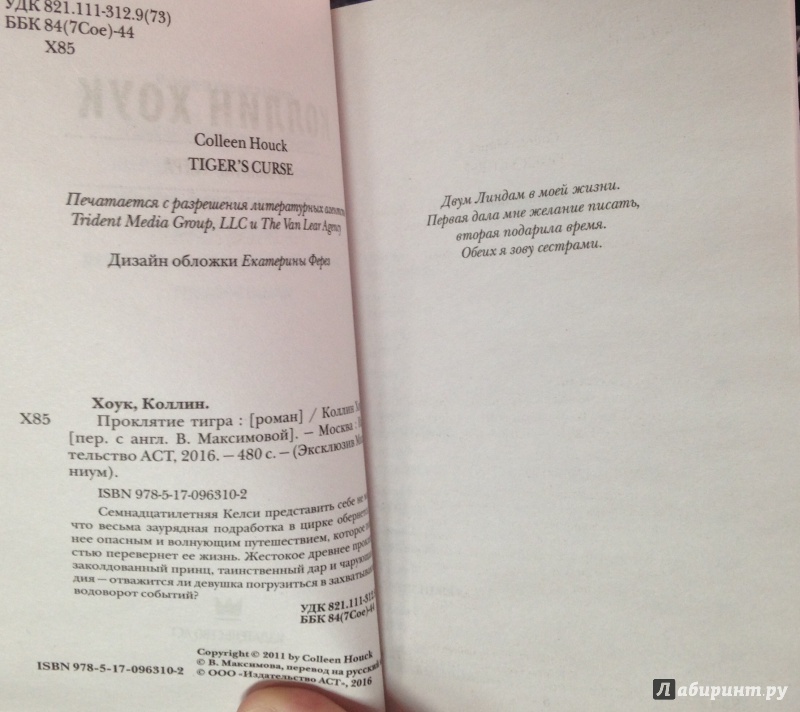 УДК 821.111-312.9(73)
ББК 84(7Сое)-44
Х85
КОЛЛИН ХОУК
Colleen Houck
TIGER'S CURSE
Печатается с разрешения литературных
Trident Media Group, LLC и The Van Lear Agency
Дизайн обложки Екатерины Ферез
Хоук, Коллин.
Х85
Проклятие тигра : [роман] / Коллин
[пер. с англ. В. Максимовой]. — Москва :
тельство АСТ, 2016. — 480 с. — (Эксклюзив
ниум).
ISBN 978-5-17-096310-2
Семнадцатилетняя Келси представить себе не
что весьма заурядная подработка в цирке
нее опасным и волнующим путешествием, которое
стью перевернет ее жизнь. Жестокое древнее
заколдованный принц, таинственный дар и
дия — отважится ли девушка погрузиться в
водоворот событий?
УДК 821.111-312
ББК 84(7Сое)-44
Copyright © 2011 by Colleen Houck
© В. Максимова, перевод на русский
© ООО «Издательство АСТ», 2016
ISBN 978-5-17-096310-2
Двум Линдам в моей жизни.
Первая дала мне желание писать,
вторая подарила время.
Обеих я зову сестрами.
Лабиринт.ру